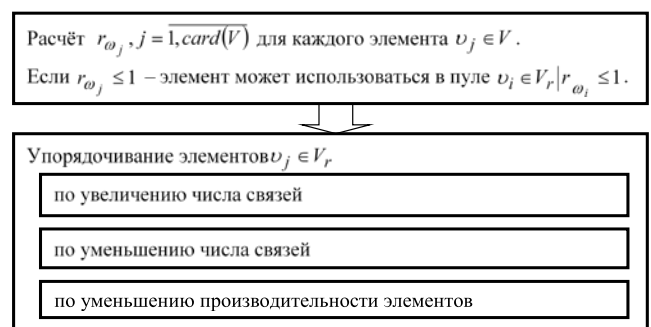 Расчёт r_{ω_j}, j = \overline{1, card(V)} для каждого элемента υ_j ∈ V.
Если r_{ω_j} ≤ 1 – элемент может использоваться в пуле υ_i ∈ V_r | r_{ω_i} ≤ 1.
Упорядочивание элементов υ_j ∈ V_r
по увеличению числа связей
по уменьшению числа связей
по уменьшению производительности элементов